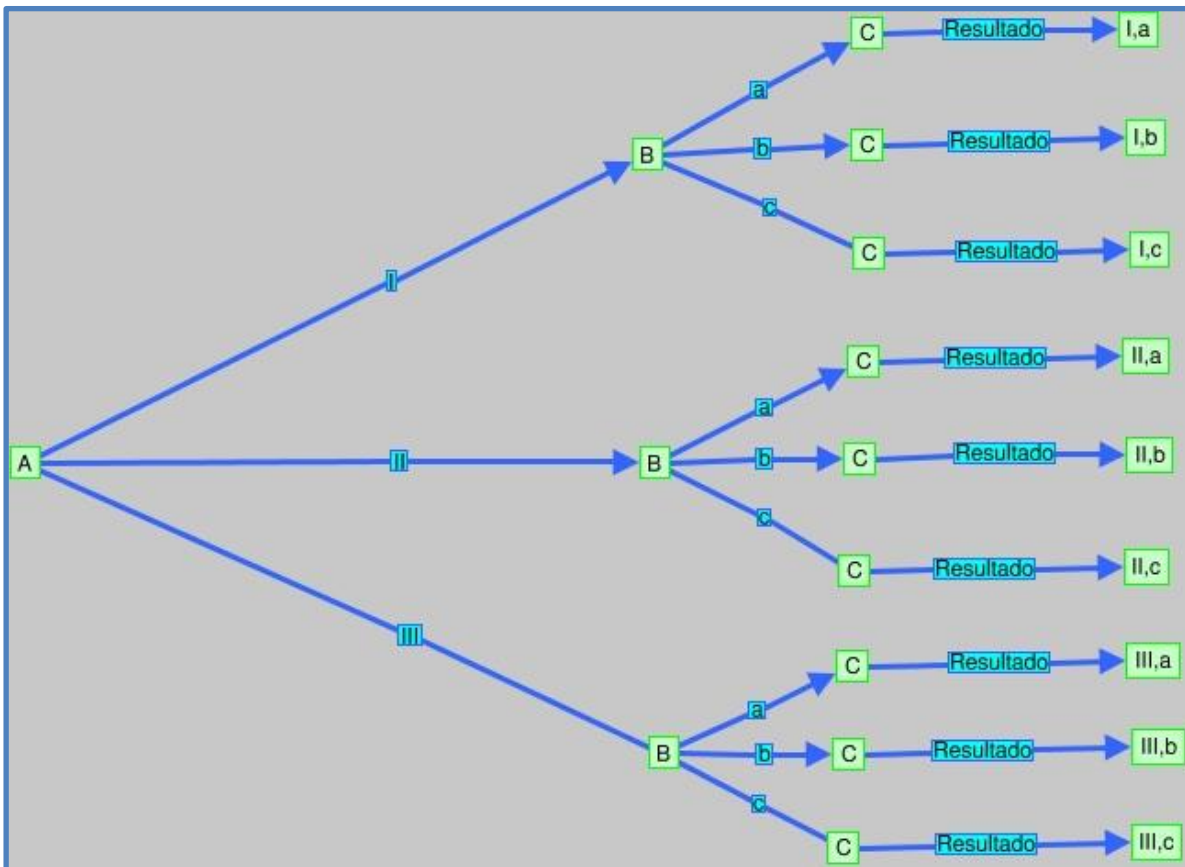 C Resultado I,a
a
B b C Resultado I,b
c
C Resultado I,c
I
C Resultado II,a
a
A II B b C Resultado II,b
c
C Resultado II,c
III
C Resultado III,a
a
B b C Resultado III,b
c
C Resultado III,c